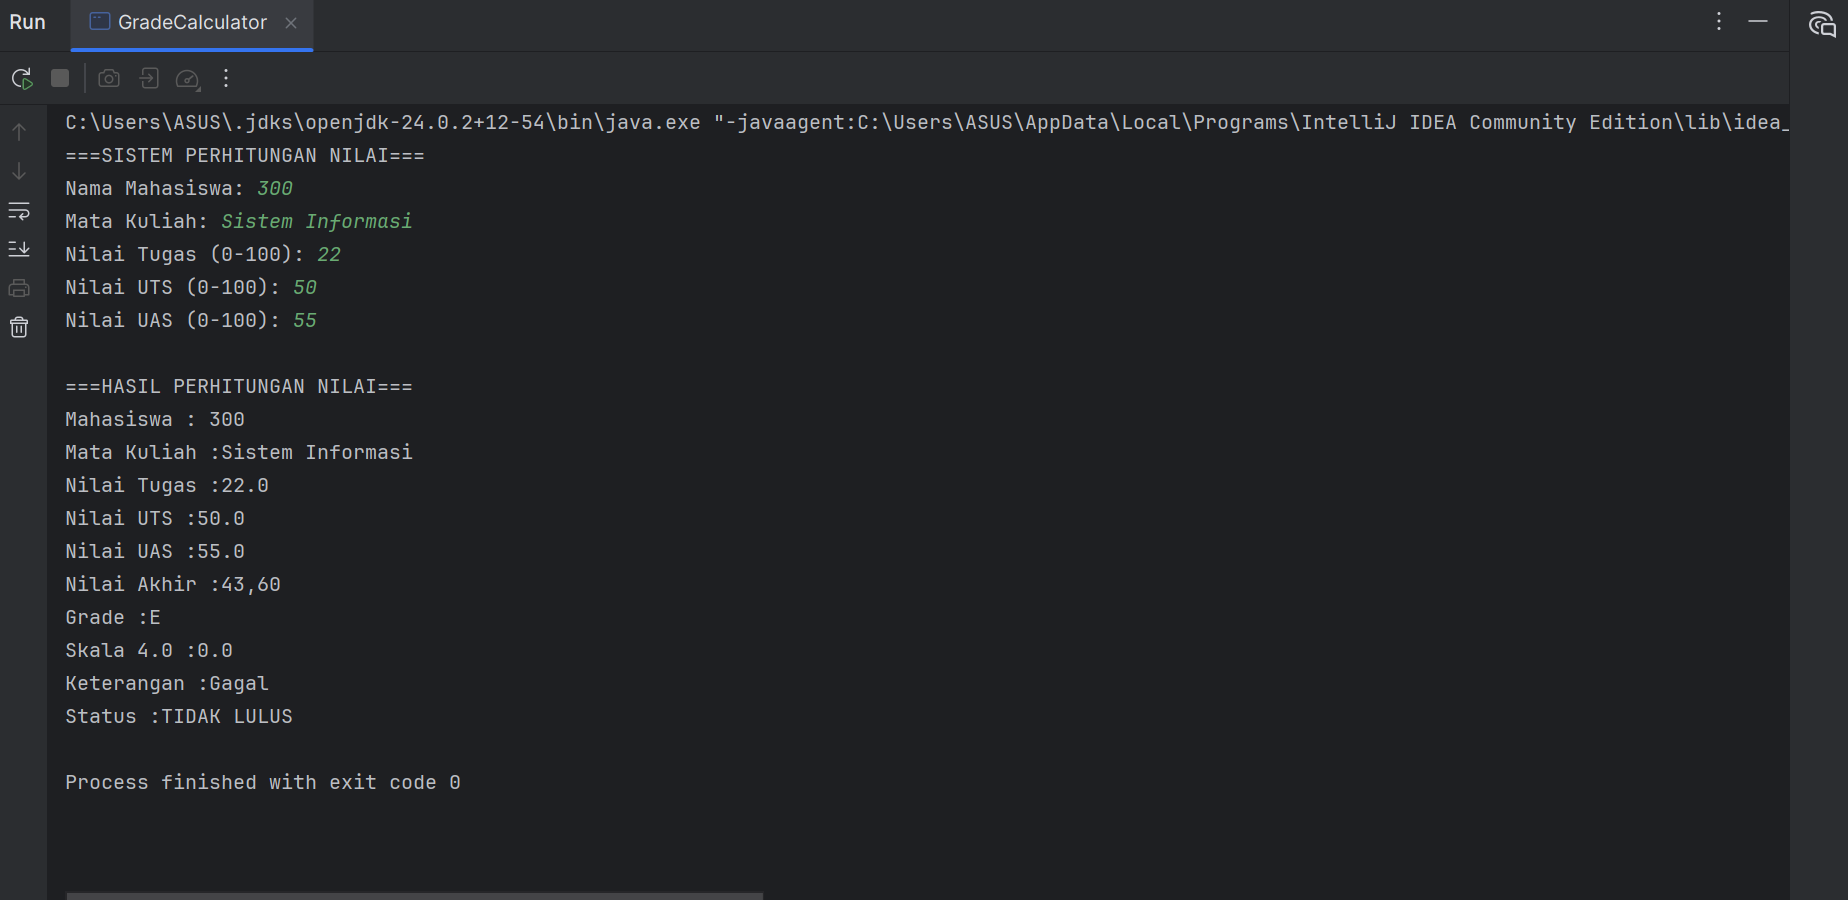 Run GradeCalculator
C:\Users\ASUS\.jdks\openjdk-24.0.2+12-54\bin\java.exe "-javaagent:C:\Users\ASUS\AppData\Local\Programs\IntelliJ IDEA Community Edition\lib\idea_
===SISTEM PERHITUNGAN NILAI===
Nama Mahasiswa: 300
Mata Kuliah: Sistem Informasi
Nilai Tugas (0-100): 22
Nilai UTS (0-100): 50
Nilai UAS (0-100): 55
===HASIL PERHITUNGAN NILAI===
Mahasiswa : 300
Mata Kuliah :Sistem Informasi
Nilai Tugas :22.0
Nilai UTS :50.0
Nilai UAS :55.0
Nilai Akhir :43,60
Grade :E
Skala 4.0 :0.0
Keterangan :Gagal
Status :TIDAK LULUS
Process finished with exit code 0